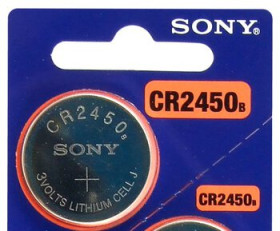 SONY
CR2450B
CR2450B
SONY
+
3VOLTS LITHIUM CELL J
CR2450B